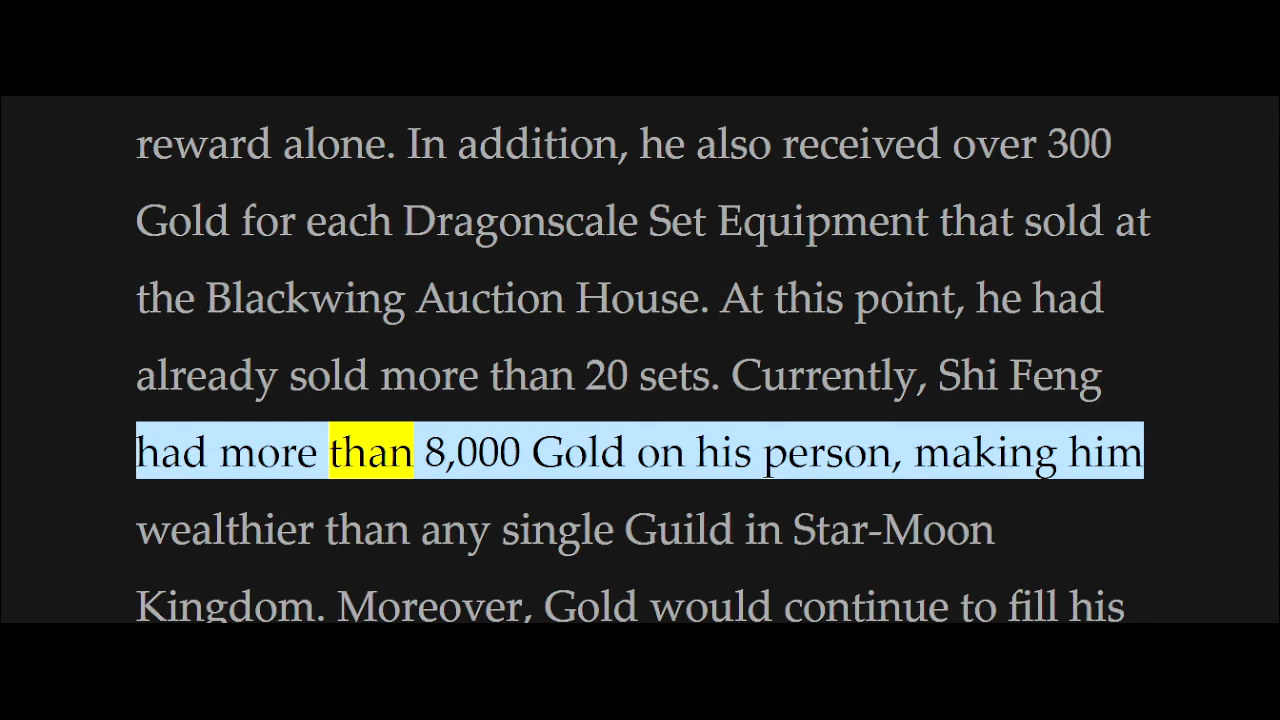 reward alone. In addition, he also received over 300
Gold for each Dragonscale Set Equipment that sold at
the Blackwing Auction House. At this point, he had
already sold more than 20 sets. Currently, Shi Feng
had more than 8,000 Gold on his person, making him
wealthier than any single Guild in Star-Moon
Kingdom. Moreover, Gold would continue to fill his